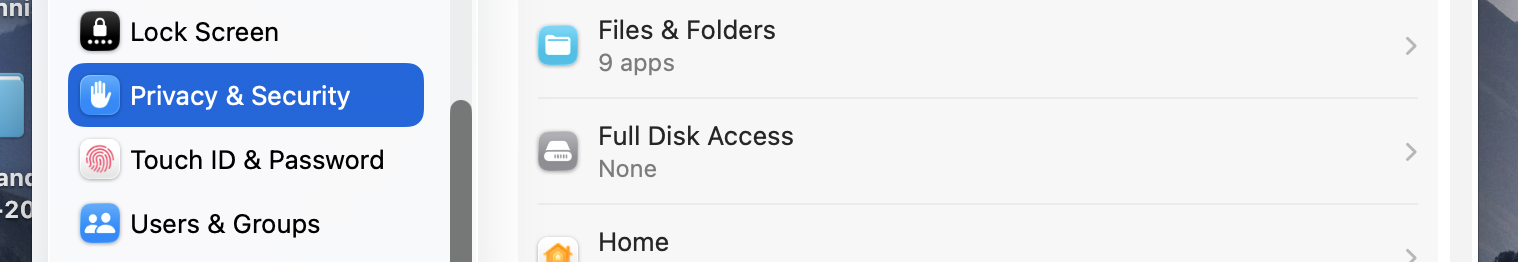 Lock Screen
Privacy & Security
Touch ID & Password
Users & Groups
Files & Folders
9 apps
Full Disk Access
None
Home